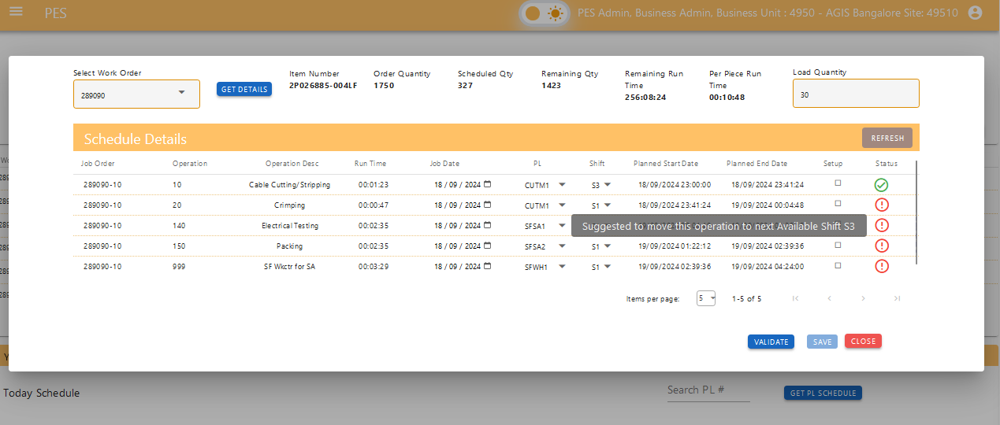 PES
PES Admin, Business Admin, Business Unit : 4950 - AGIS Bangalore Site: 49510
Select Work Order
289090
GET DETAILS
Item Number
2P026885-004LF
Order Quantity
1750
Scheduled Qty
327
Remaining Qty
1423
Remaining Run
Time
256:08:24
Per Piece Run
Time
00:10:48
Load Quantity
30
Schedule Details
REFRESH
Job Order Operation Operation Desc Run Time Job Date PL Shift Planned Start Date Planned End Date Setup Status
289090-10 10 Cable Cutting/Stripping 00:01:23 18 / 09 / 2024 CUTM1 S3 18/09/2024 23:00:00 18/09/2024 23:41:24
289090-10 20 Crimping 00:00:47 18 / 09 / 2024 CUTM1 S1 18/09/2024 23:41:24 19/09/2024 00:04:48
289090-10 140 Electrical Testing 00:02:35 18 / 09 / 2024 SFSA1
Suggested to move this operation to next Available Shift S3
289090-10 150 Packing 00:02:35 18 / 09 / 2024 SFSA2 S1 19/09/2024 01:22:12 19/09/2024 02:39:36
289090-10 999 SF Wkctr for SA 00:03:29 18 / 09 / 2024 SFWH1 S1 19/09/2024 02:39:36 19/09/2024 04:24:00
Items per page: 5 1-5 of 5
VALIDATE SAVE CLOSE
Today Schedule
Search PL #
GET PL SCHEDULE